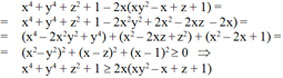 x⁴ + y⁴ + z² + 1 - 2x(xy² - x + z + 1) =
= x⁴ + y⁴ + z² + 1 - 2x²y² + 2x² - 2xz - 2x) =
= (x⁴ - 2x²y² + y⁴) + (x² - 2xz + z²) + (x² - 2x + 1) =
= (x² - y²)² + (x - z)² + (x - 1)² ≥ 0 ⇒
x⁴ + y⁴ + z² + 1 ≥ 2x(xy² - x + z + 1)